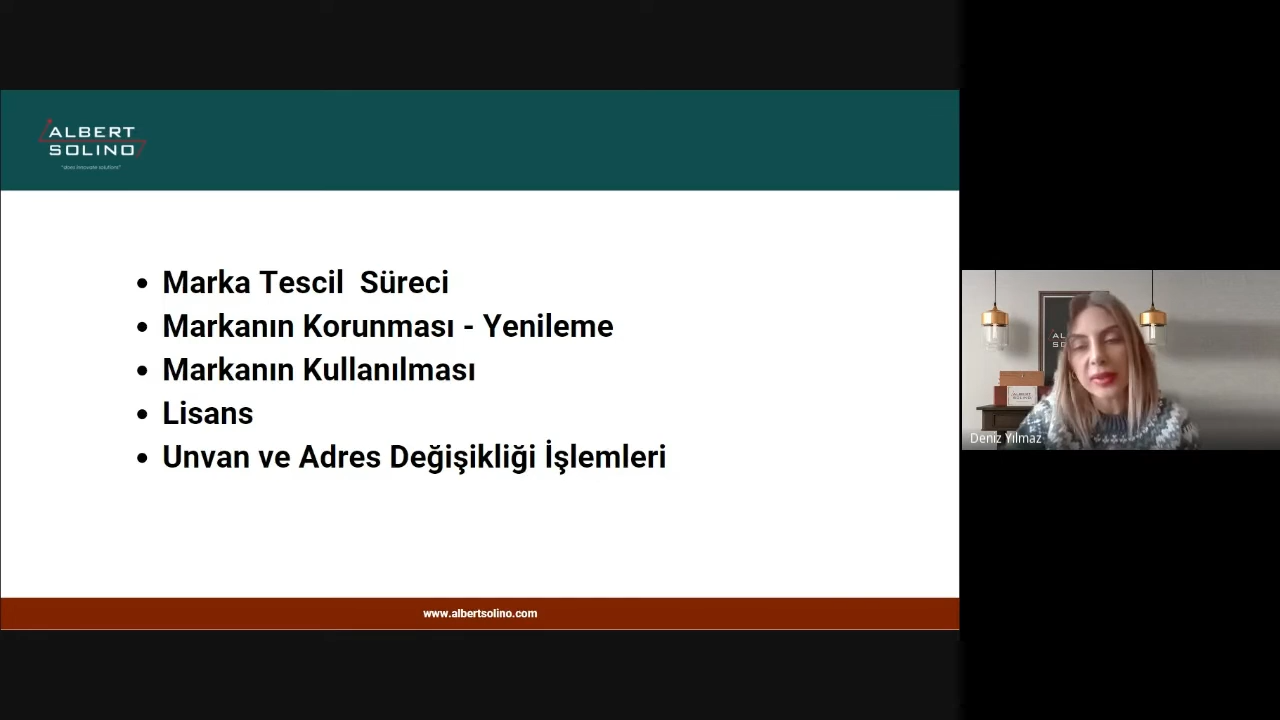 ALBERT
SOLINO
• Marka Tescil  Süreci
• Markanın Korunması - Yenileme
• Markanın Kullanılması
• Lisans
• Unvan ve Adres Değişikliği İşlemleri
www.albertsolino.com
Deniz Yılmaz